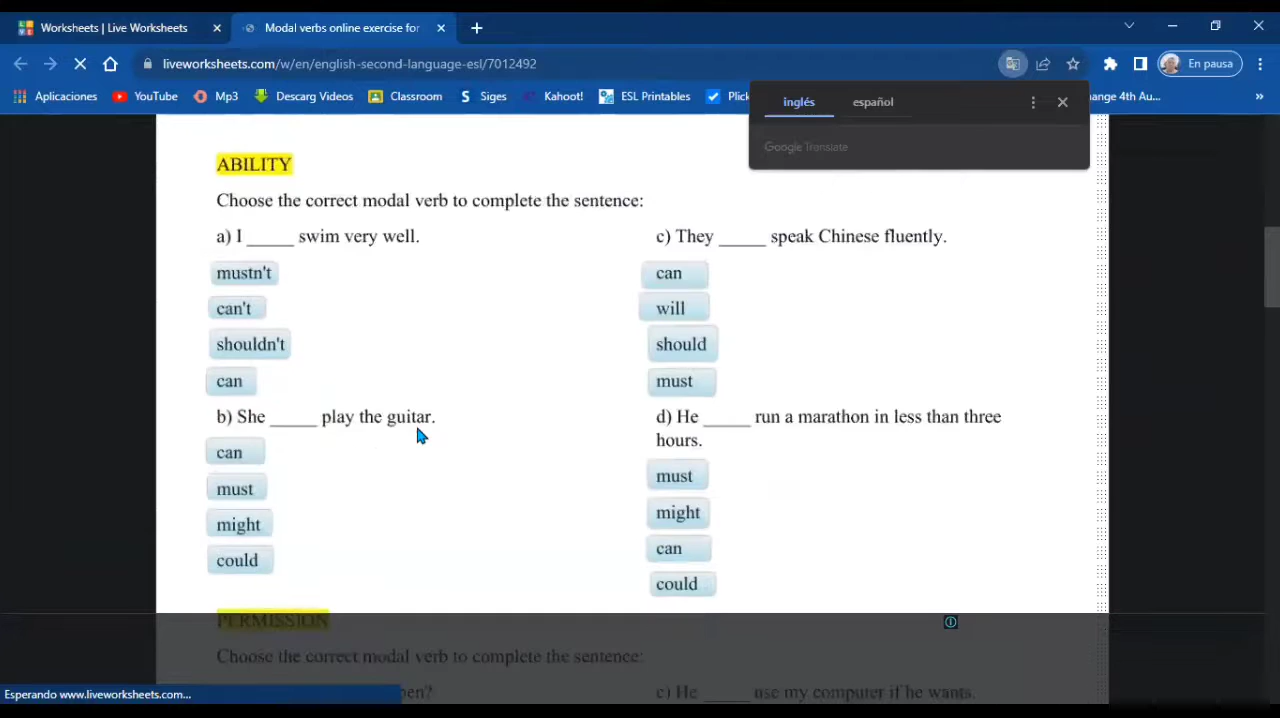 Worksheets | Live Worksheets
Modal verbs online exercise for
liveworksheets.com/w/en/english-second-language-esl/7012492
En pausa
Aplicaciones
YouTube
Mp3
Descarg Videos
Classroom
Siges
Kahoot!
ESL Printables
Plick
ange 4th Au...
inglés
español
Google Translate
ABILITY
Choose the correct modal verb to complete the sentence:
a) I _____ swim very well.
mustn't
can't
shouldn't
can
b) She _____ play the guitar.
can
must
might
could
c) They _____ speak Chinese fluently.
can
will
should
must
d) He _____ run a marathon in less than three
hours.
must
might
can
could
PERMISSION
Choose the correct modal verb to complete the sentence:
pen?
c) He _____ use my computer if he wants.
Esperando www.liveworksheets.com...